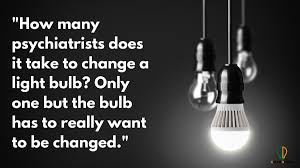 "How many
psychiatrists does
it take to change a
light bulb? Only
one but the bulb
has to really want
to be changed."